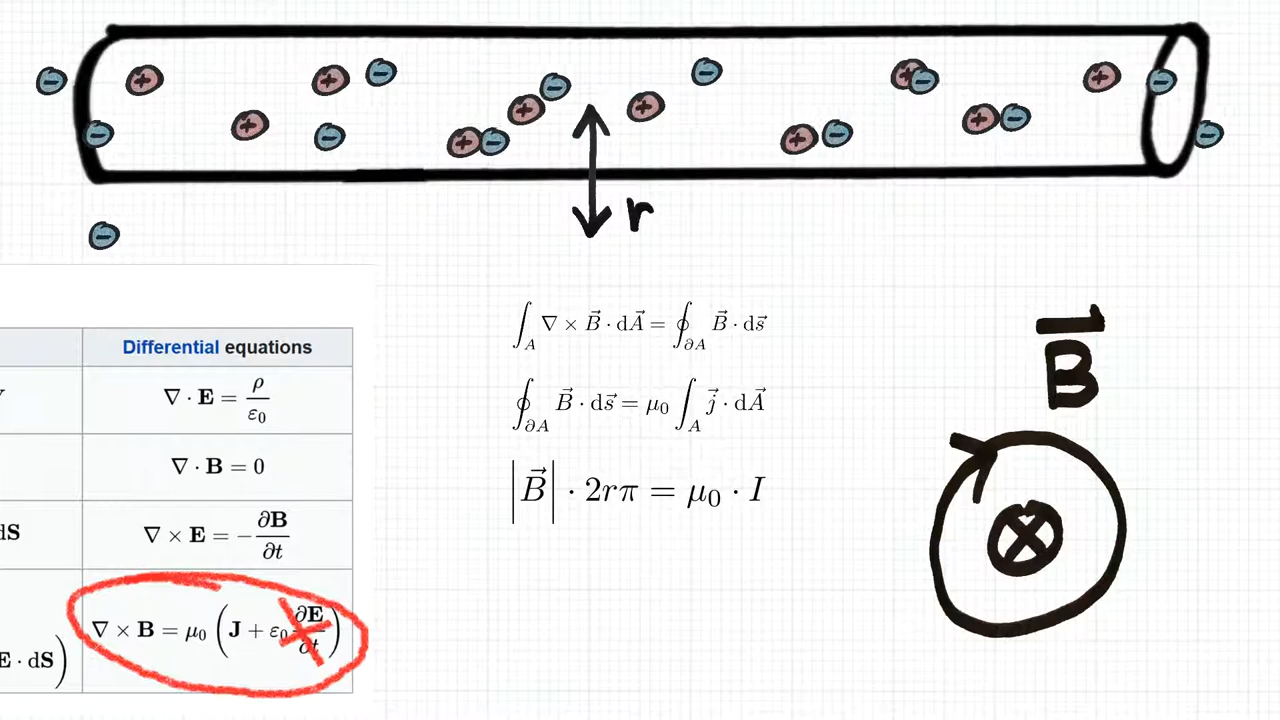 r
Differential equations
∇ · E = ρ/ε₀
∇ · B = 0
dS
∇ × E = −∂B/∂t
∇ × B = μ₀ (J + ε₀ ∂E/∂t)
E · dS)
∫_A ∇ × B⃗ · dA⃗ = ∮_∂A B⃗ · ds⃗
∮_∂A B⃗ · ds⃗ = μ₀ ∫_A j⃗ · dA⃗
|B⃗| · 2rπ = μ₀ · I
B⃗